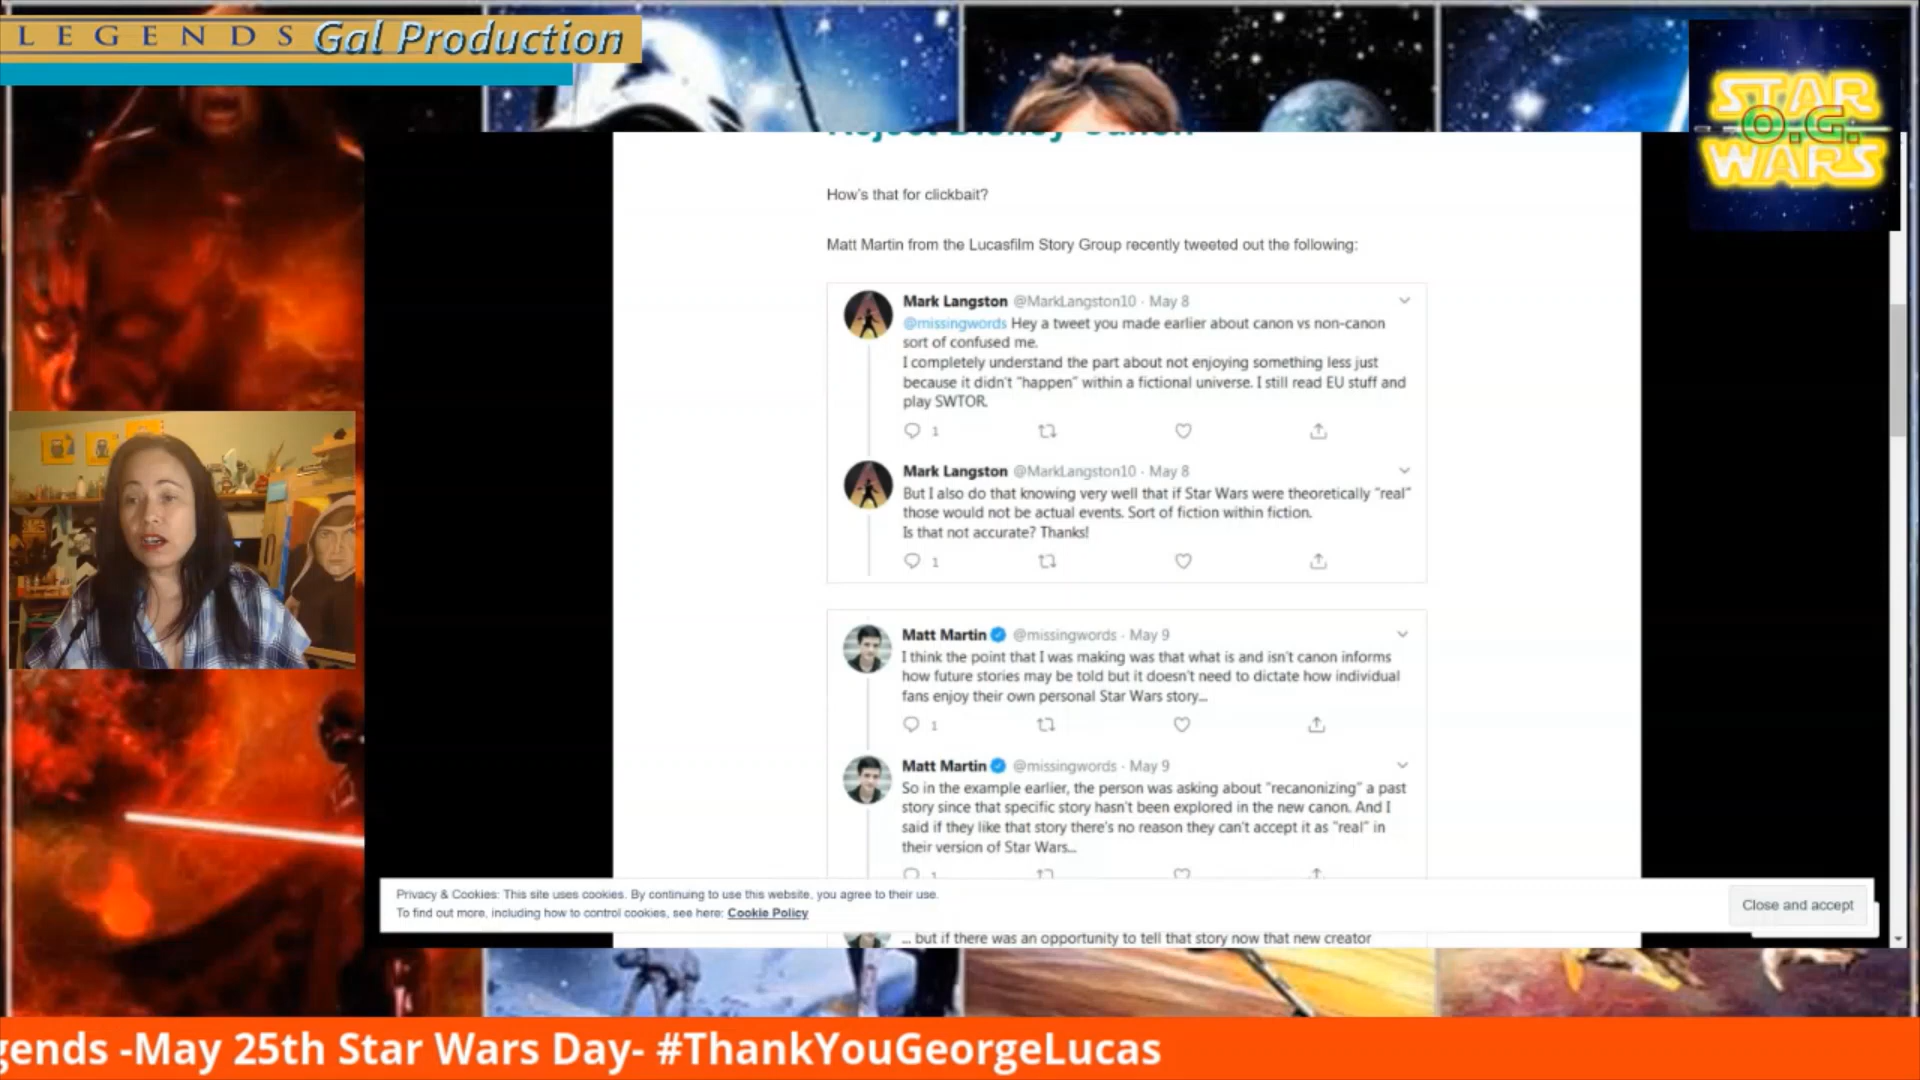 LEGENDS Gal Production
STAR
O.G.
WARS
Reject Disney Canon
How's that for clickbait?
Matt Martin from the Lucasfilm Story Group recently tweeted out the following:
Mark Langston @MarkLangston10 · May 8
@missingwords Hey a tweet you made earlier about canon vs non-canon
sort of confused me.
I completely understand the part about not enjoying something less just
because it didn't "happen" within a fictional universe. I still read EU stuff and
play SWTOR.
1
Mark Langston @MarkLangston10 · May 8
But I also do that knowing very well that if Star Wars were theoretically "real"
those would not be actual events. Sort of fiction within fiction.
Is that not accurate? Thanks!
1
Matt Martin @missingwords · May 9
I think the point that I was making was that what is and isn't canon informs
how future stories may be told but it doesn't need to dictate how individual
fans enjoy their own personal Star Wars story...
1
Matt Martin @missingwords · May 9
So in the example earlier, the person was asking about "recanonizing" a past
story since that specific story hasn't been explored in the new canon. And I
said if they like that story there's no reason they can't accept it as "real" in
their version of Star Wars...
1
Privacy & Cookies: This site uses cookies. By continuing to use this website, you agree to their use.
To find out more, including how to control cookies, see here: Cookie Policy
Close and accept
... but if there was an opportunity to tell that story now that new creator
gends -May 25th Star Wars Day- #ThankYouGeorgeLucas